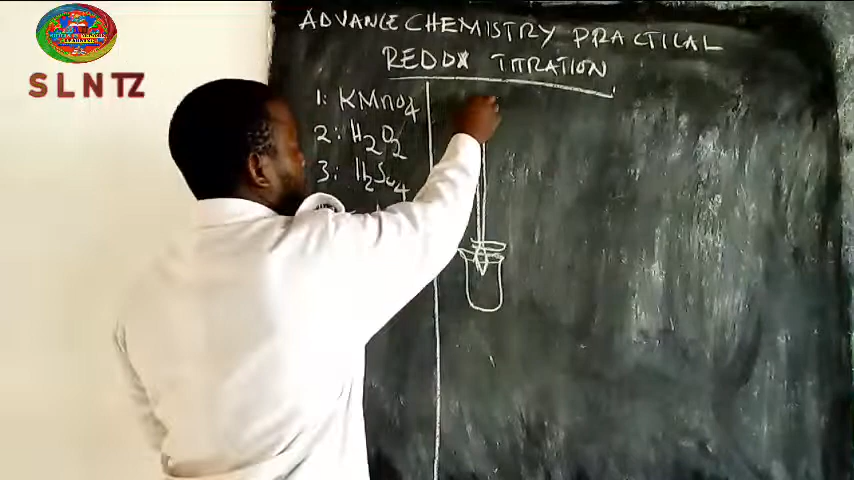 SLNTZ
ADVANCE CHEMISTRY PRACTICAL
REDOX TITRATION
1: KMnO4
2: H2O2
3: H2SO4